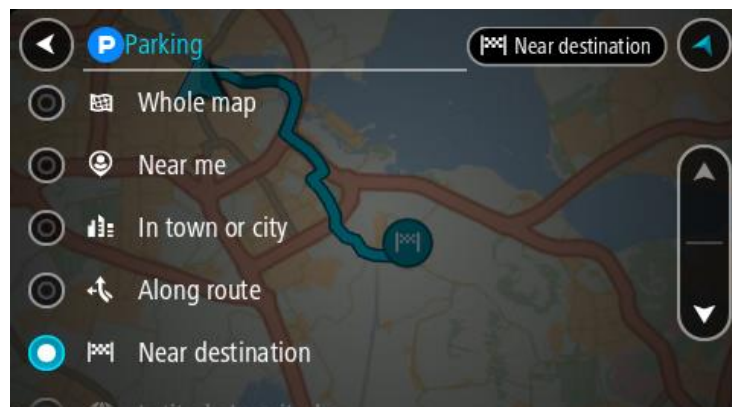 P Parking
Near destination
Whole map
Near me
In town or city
Along route
Near destination